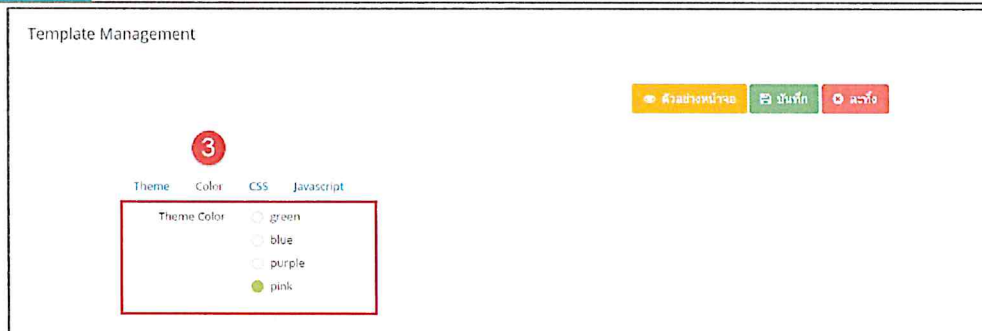 Template Management
ตัวอย่างหน้าจอ บันทึก ละทิ้ง
3
Theme Color CSS Javascript
Theme Color green
blue
purple
pink